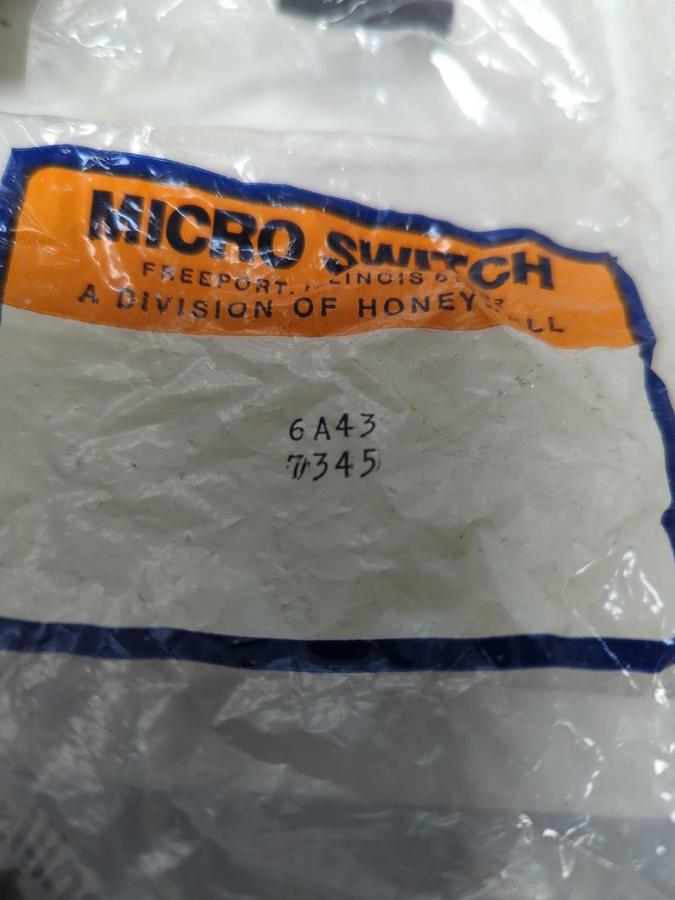 MICRO SWITCH
FREEPORT, ILLINOIS
A DIVISION OF HONEYWELL
6A43
7345